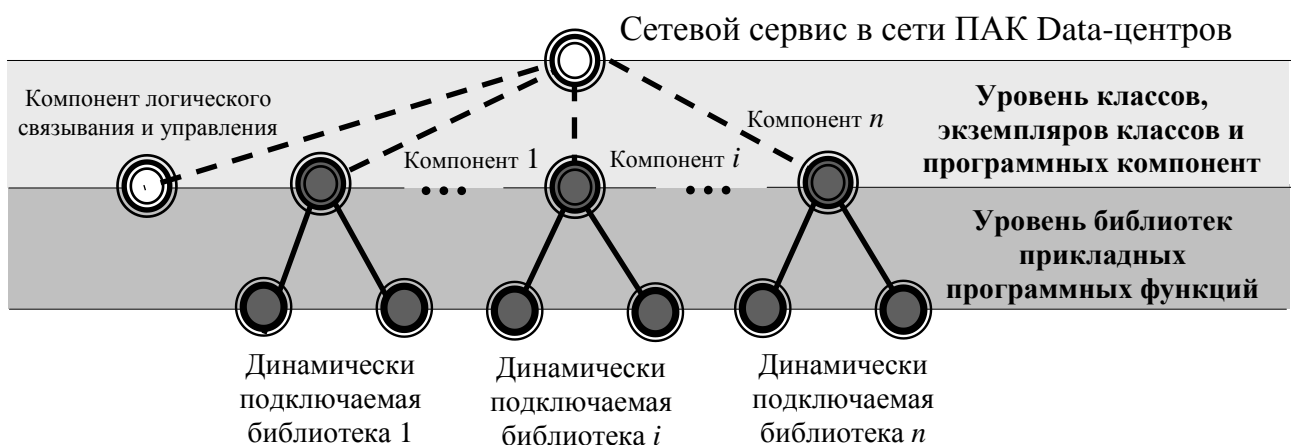 Сетевой сервис в сети ПАК Data-центров
Компонент логического
связывания и управления
Компонент n
Уровень классов,
экземпляров классов и
программных компонент
Компонент 1
Компонент i
Уровень библиотек
прикладных
программных функций
Динамически
подключаемая
библиотека 1
Динамически
подключаемая
библиотека i
Динамически
подключаемая
библиотека n